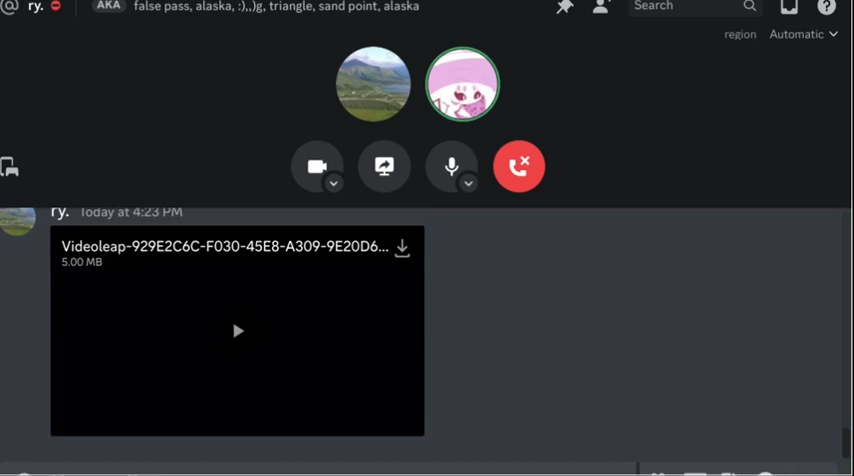 @ ry. AKA false pass, alaska, :),,)g, triangle, sand point, alaska Search ?
region Automatic
ry. Today at 4:23 PM
Videoleap-929E2C6C-F030-45E8-A309-9E20D6...
5.00 MB